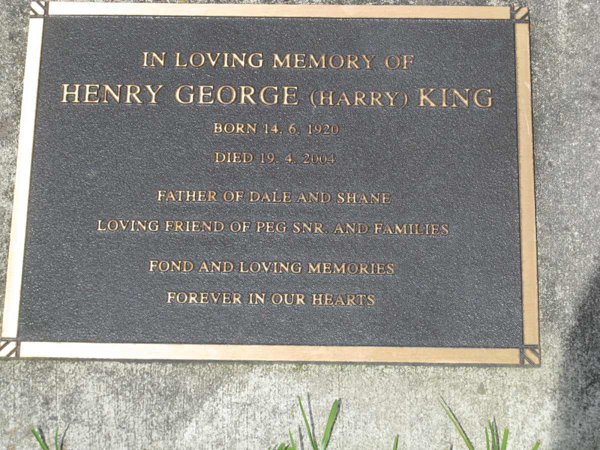 IN LOVING MEMORY OF
HENRY GEORGE (HARRY) KING
BORN 14. 6. 1920
DIED 19. 4. 2004
FATHER OF DALE AND SHANE
LOVING FRIEND OF PEG SNR. AND FAMILIES
FOND AND LOVING MEMORIES
FOREVER IN OUR HEARTS